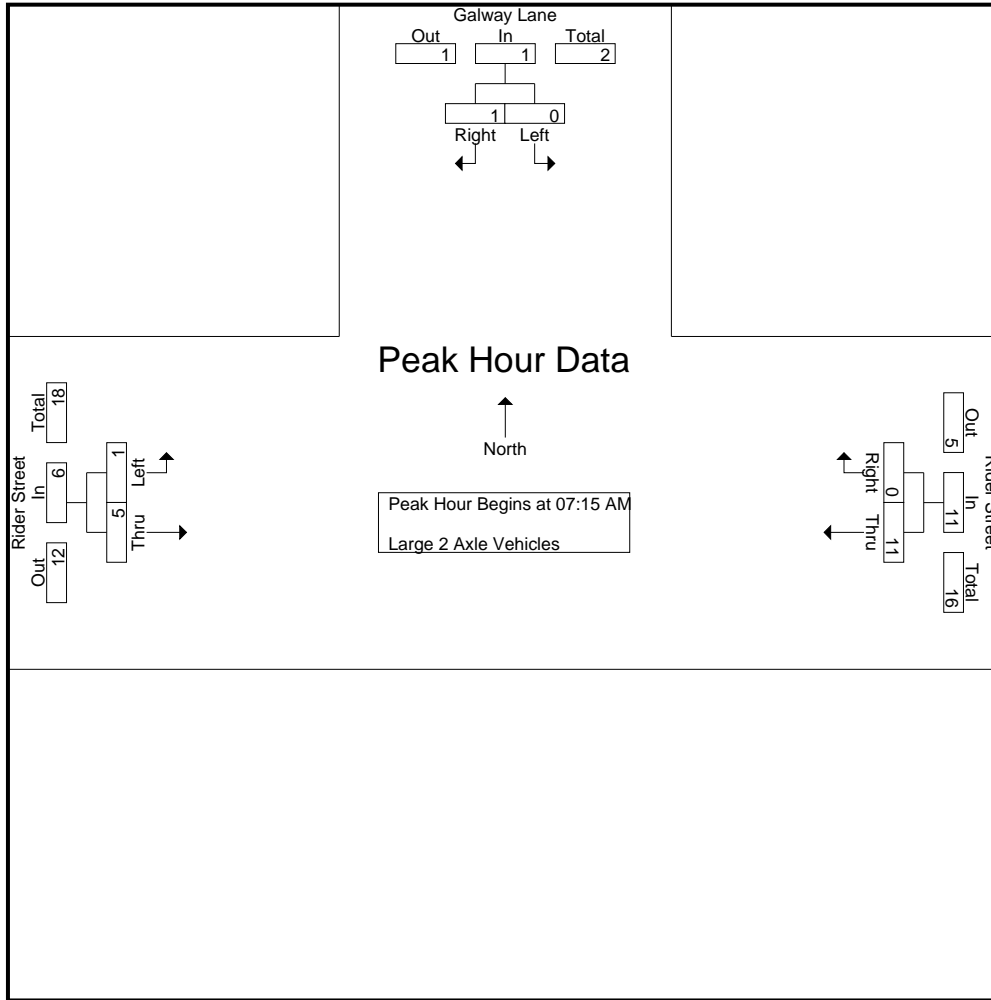 Galway Lane
Out In Total
1 1 2
1 0
Right Left
Peak Hour Data
North
Peak Hour Begins at 07:15 AM
Large 2 Axle Vehicles
Rider Street
Total In Out
18 6 12
1 5
Left Thru
Rider Street
Out In Total
5 11 16
0 11
Right Thru